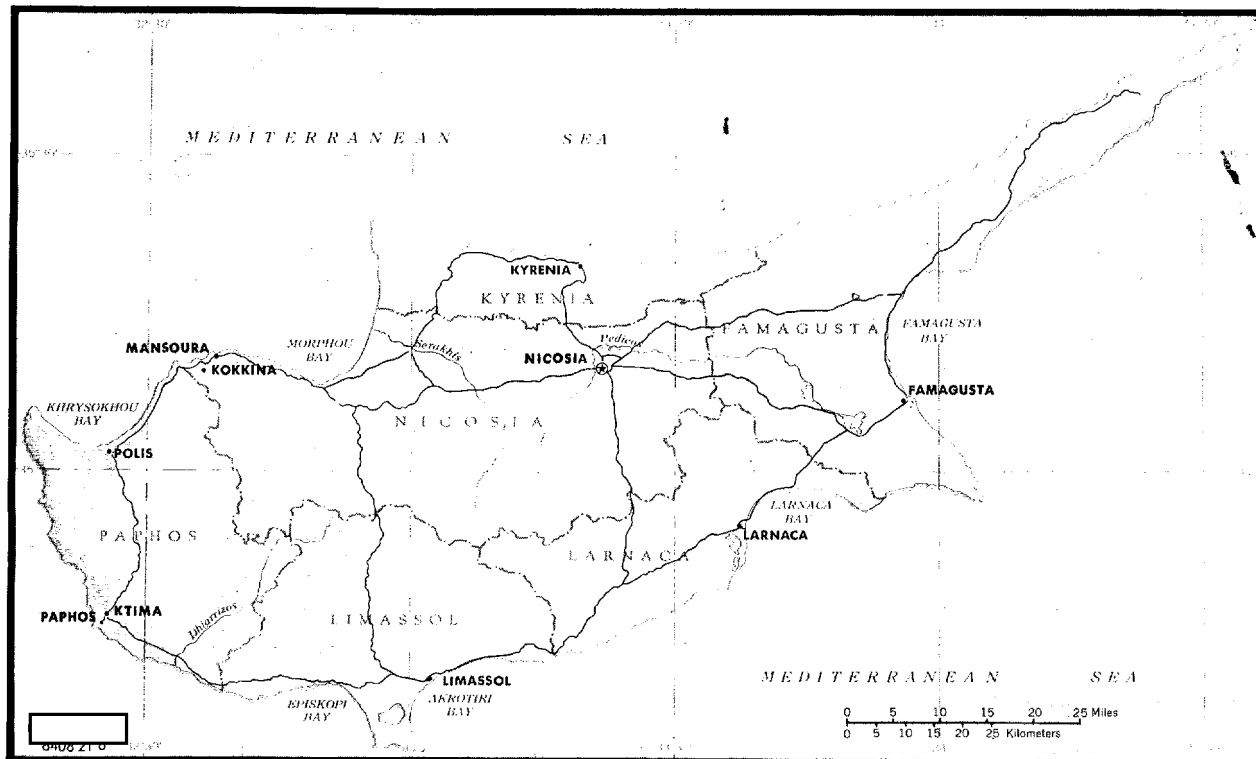 MEDITERRANEAN SEA
KYRENIA
KYRENIA
FAMAGUSTA
FAMAGUSTA
BAY
Pedieos
MANSOURA
MORPHOU
BAY
Serakhis
NICOSIA
KOKKINA
FAMAGUSTA
KHRYSOKHOU
BAY
NICOSIA
POLIS
LARNACA
BAY
PAPHOS
LARNACA
LARNACA
KTIMA
PAPHOS
Dhiarrizos
LIMASSOL
LIMASSOL
MEDITERRANEAN SEA
EPISKOPI
BAY
AKROTIRI
BAY
0 5 10 15 20 25 Miles
0 5 10 15 20 25 Kilometers